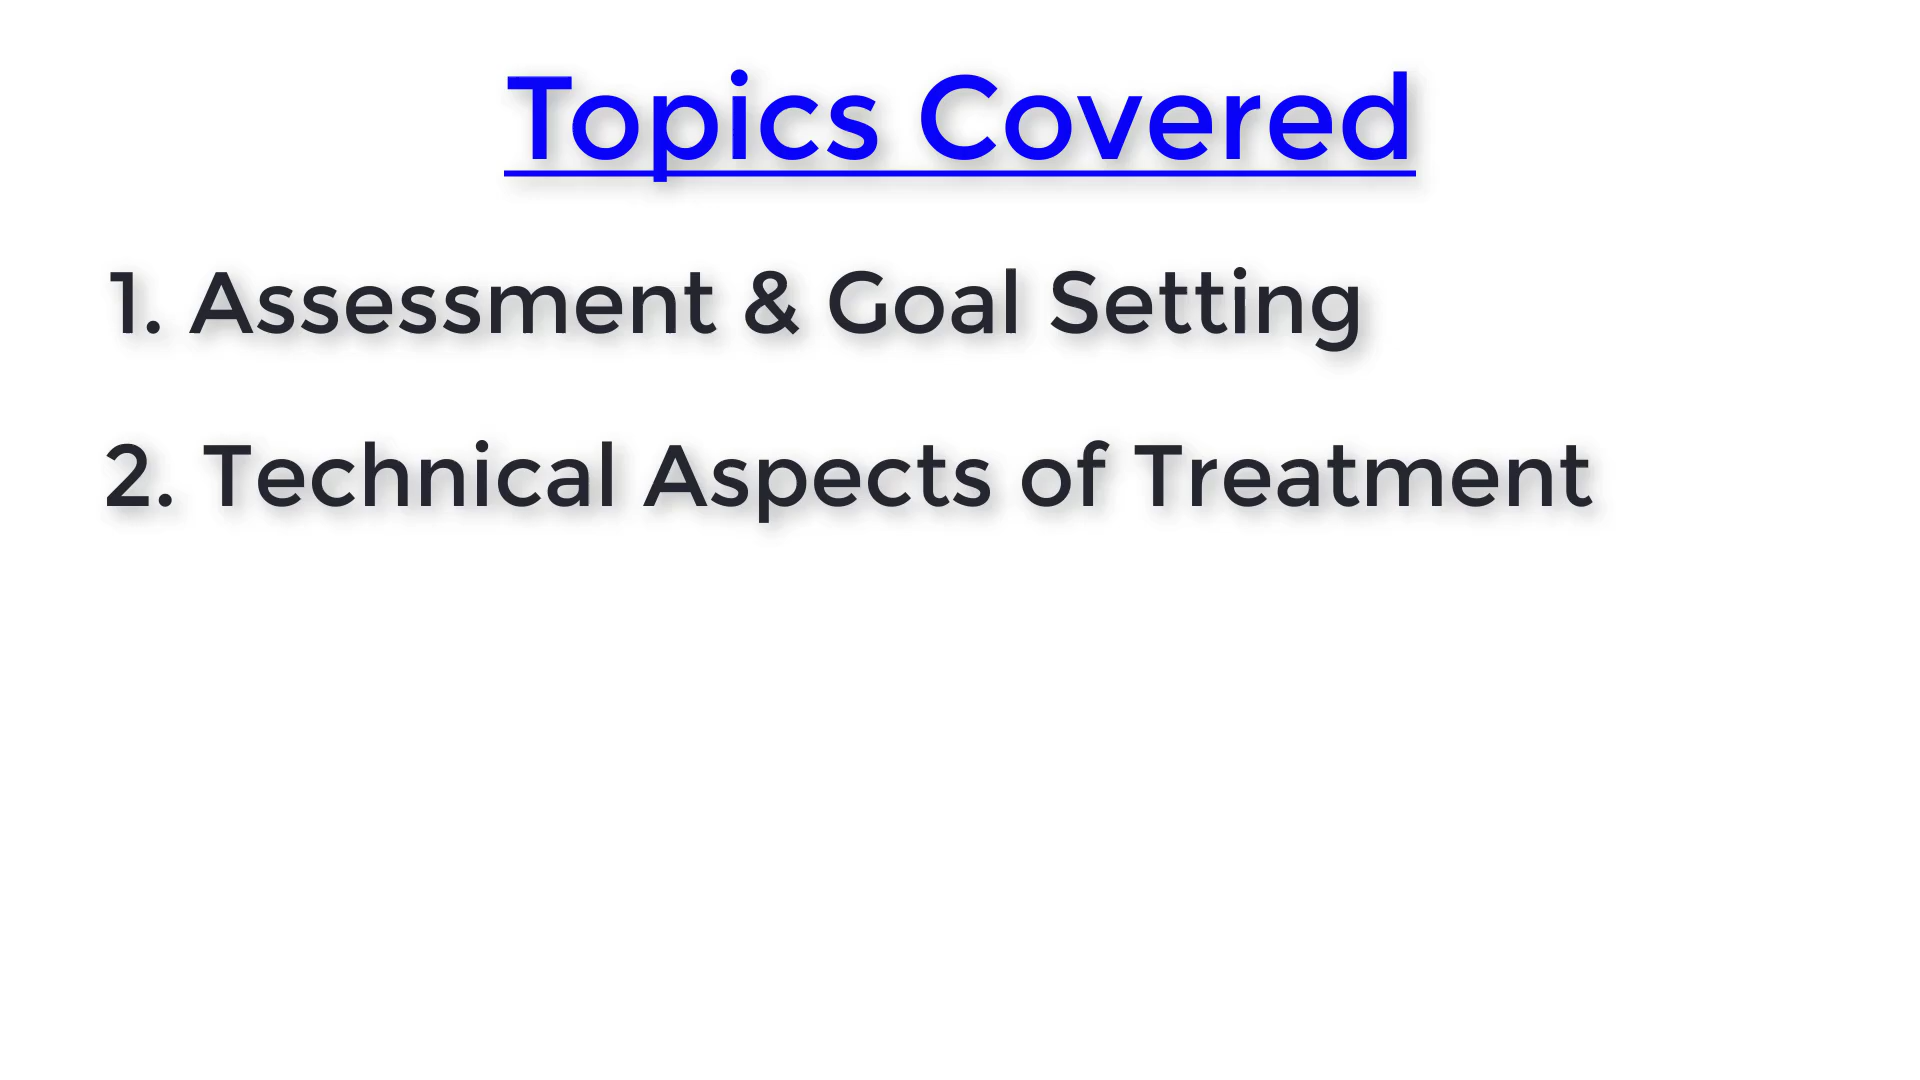 Topics Covered
1. Assessment & Goal Setting
2. Technical Aspects of Treatment